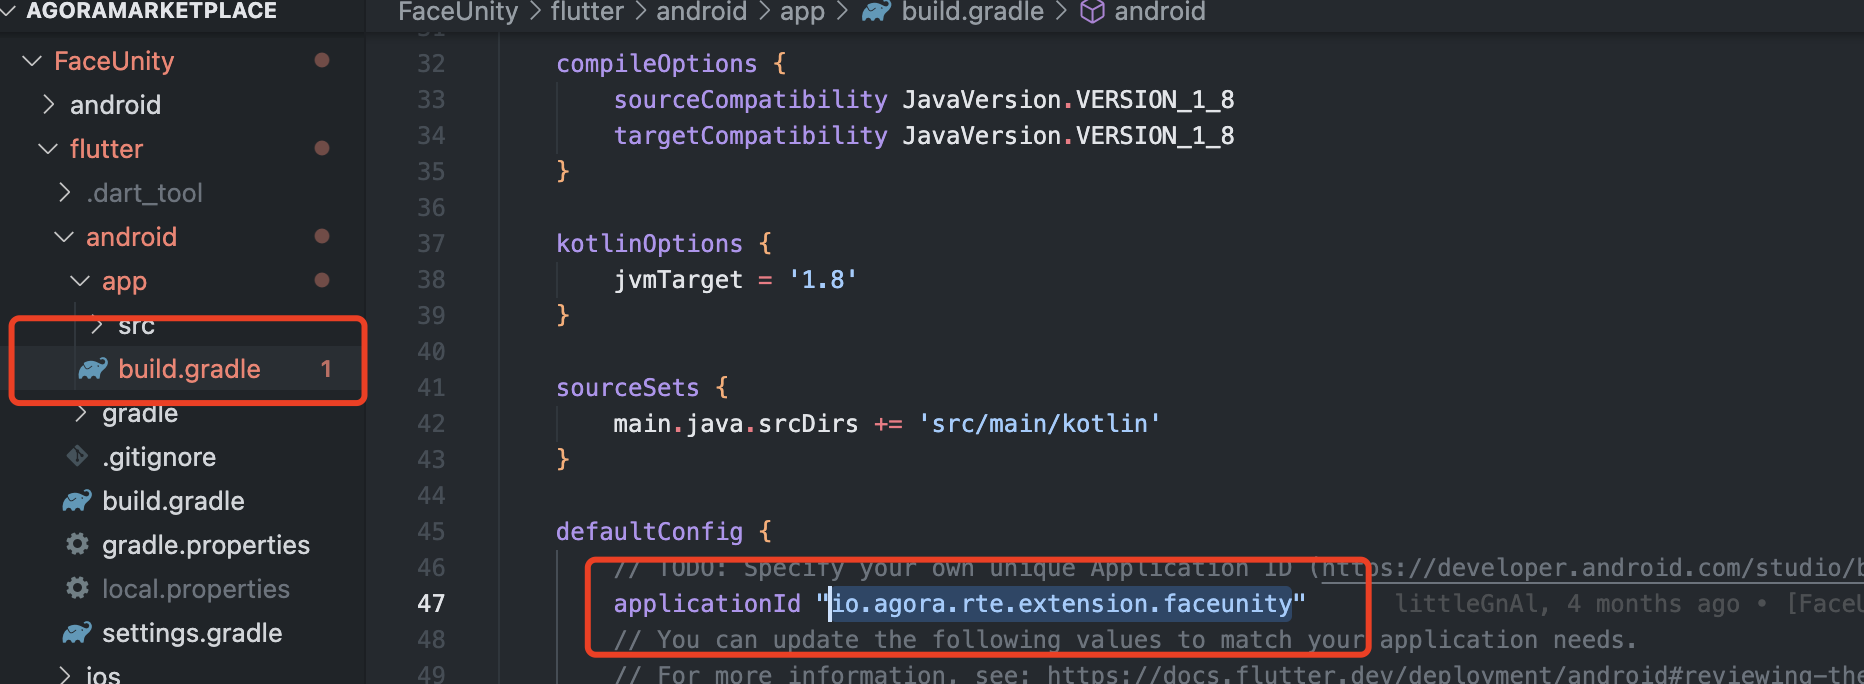 AGORAMARKETPLACE
FaceUnity
android
flutter
.dart_tool
android
app
src
build.gradle 1
gradle
.gitignore
build.gradle
gradle.properties
local.properties
settings.gradle
ios
FaceUnity > flutter > android > app > build.gradle > android
31
32 compileOptions {
33 sourceCompatibility JavaVersion.VERSION_1_8
34 targetCompatibility JavaVersion.VERSION_1_8
35 }
36
37 kotlinOptions {
38 jvmTarget = '1.8'
39 }
40
41 sourceSets {
42 main.java.srcDirs += 'src/main/kotlin'
43 }
44
45 defaultConfig {
46 // TODO: Specify your own unique Application ID (https://developer.android.com/studio/b
47 applicationId "io.agora.rte.extension.faceunity" littleGnAl, 4 months ago • [FaceU
48 // You can update the following values to match your application needs.
49 // For more information, see: https://docs.flutter.dev/deployment/android#reviewing-the